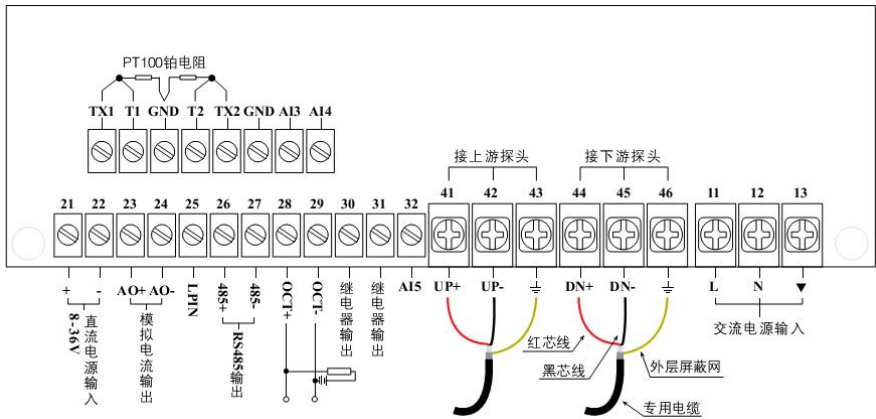 PT100铂电阻
TX1 T1 GND T2 TX2 GND AI3 AI4
接上游探头 接下游探头
21 22 23 24 25 26 27 28 29 30 31 32 41 42 43 44 45 46 11 12 13
+ - AO+ AO- LPIN 485+ 485- OCT+ OCT- 继电器输出 继电器输出 AI5 UP+ UP- DN+ DN- L N
8-36V
直流电源输入
模拟电流输出
RS485输出
交流电源输入
红芯线
黑芯线
外层屏蔽网
专用电缆